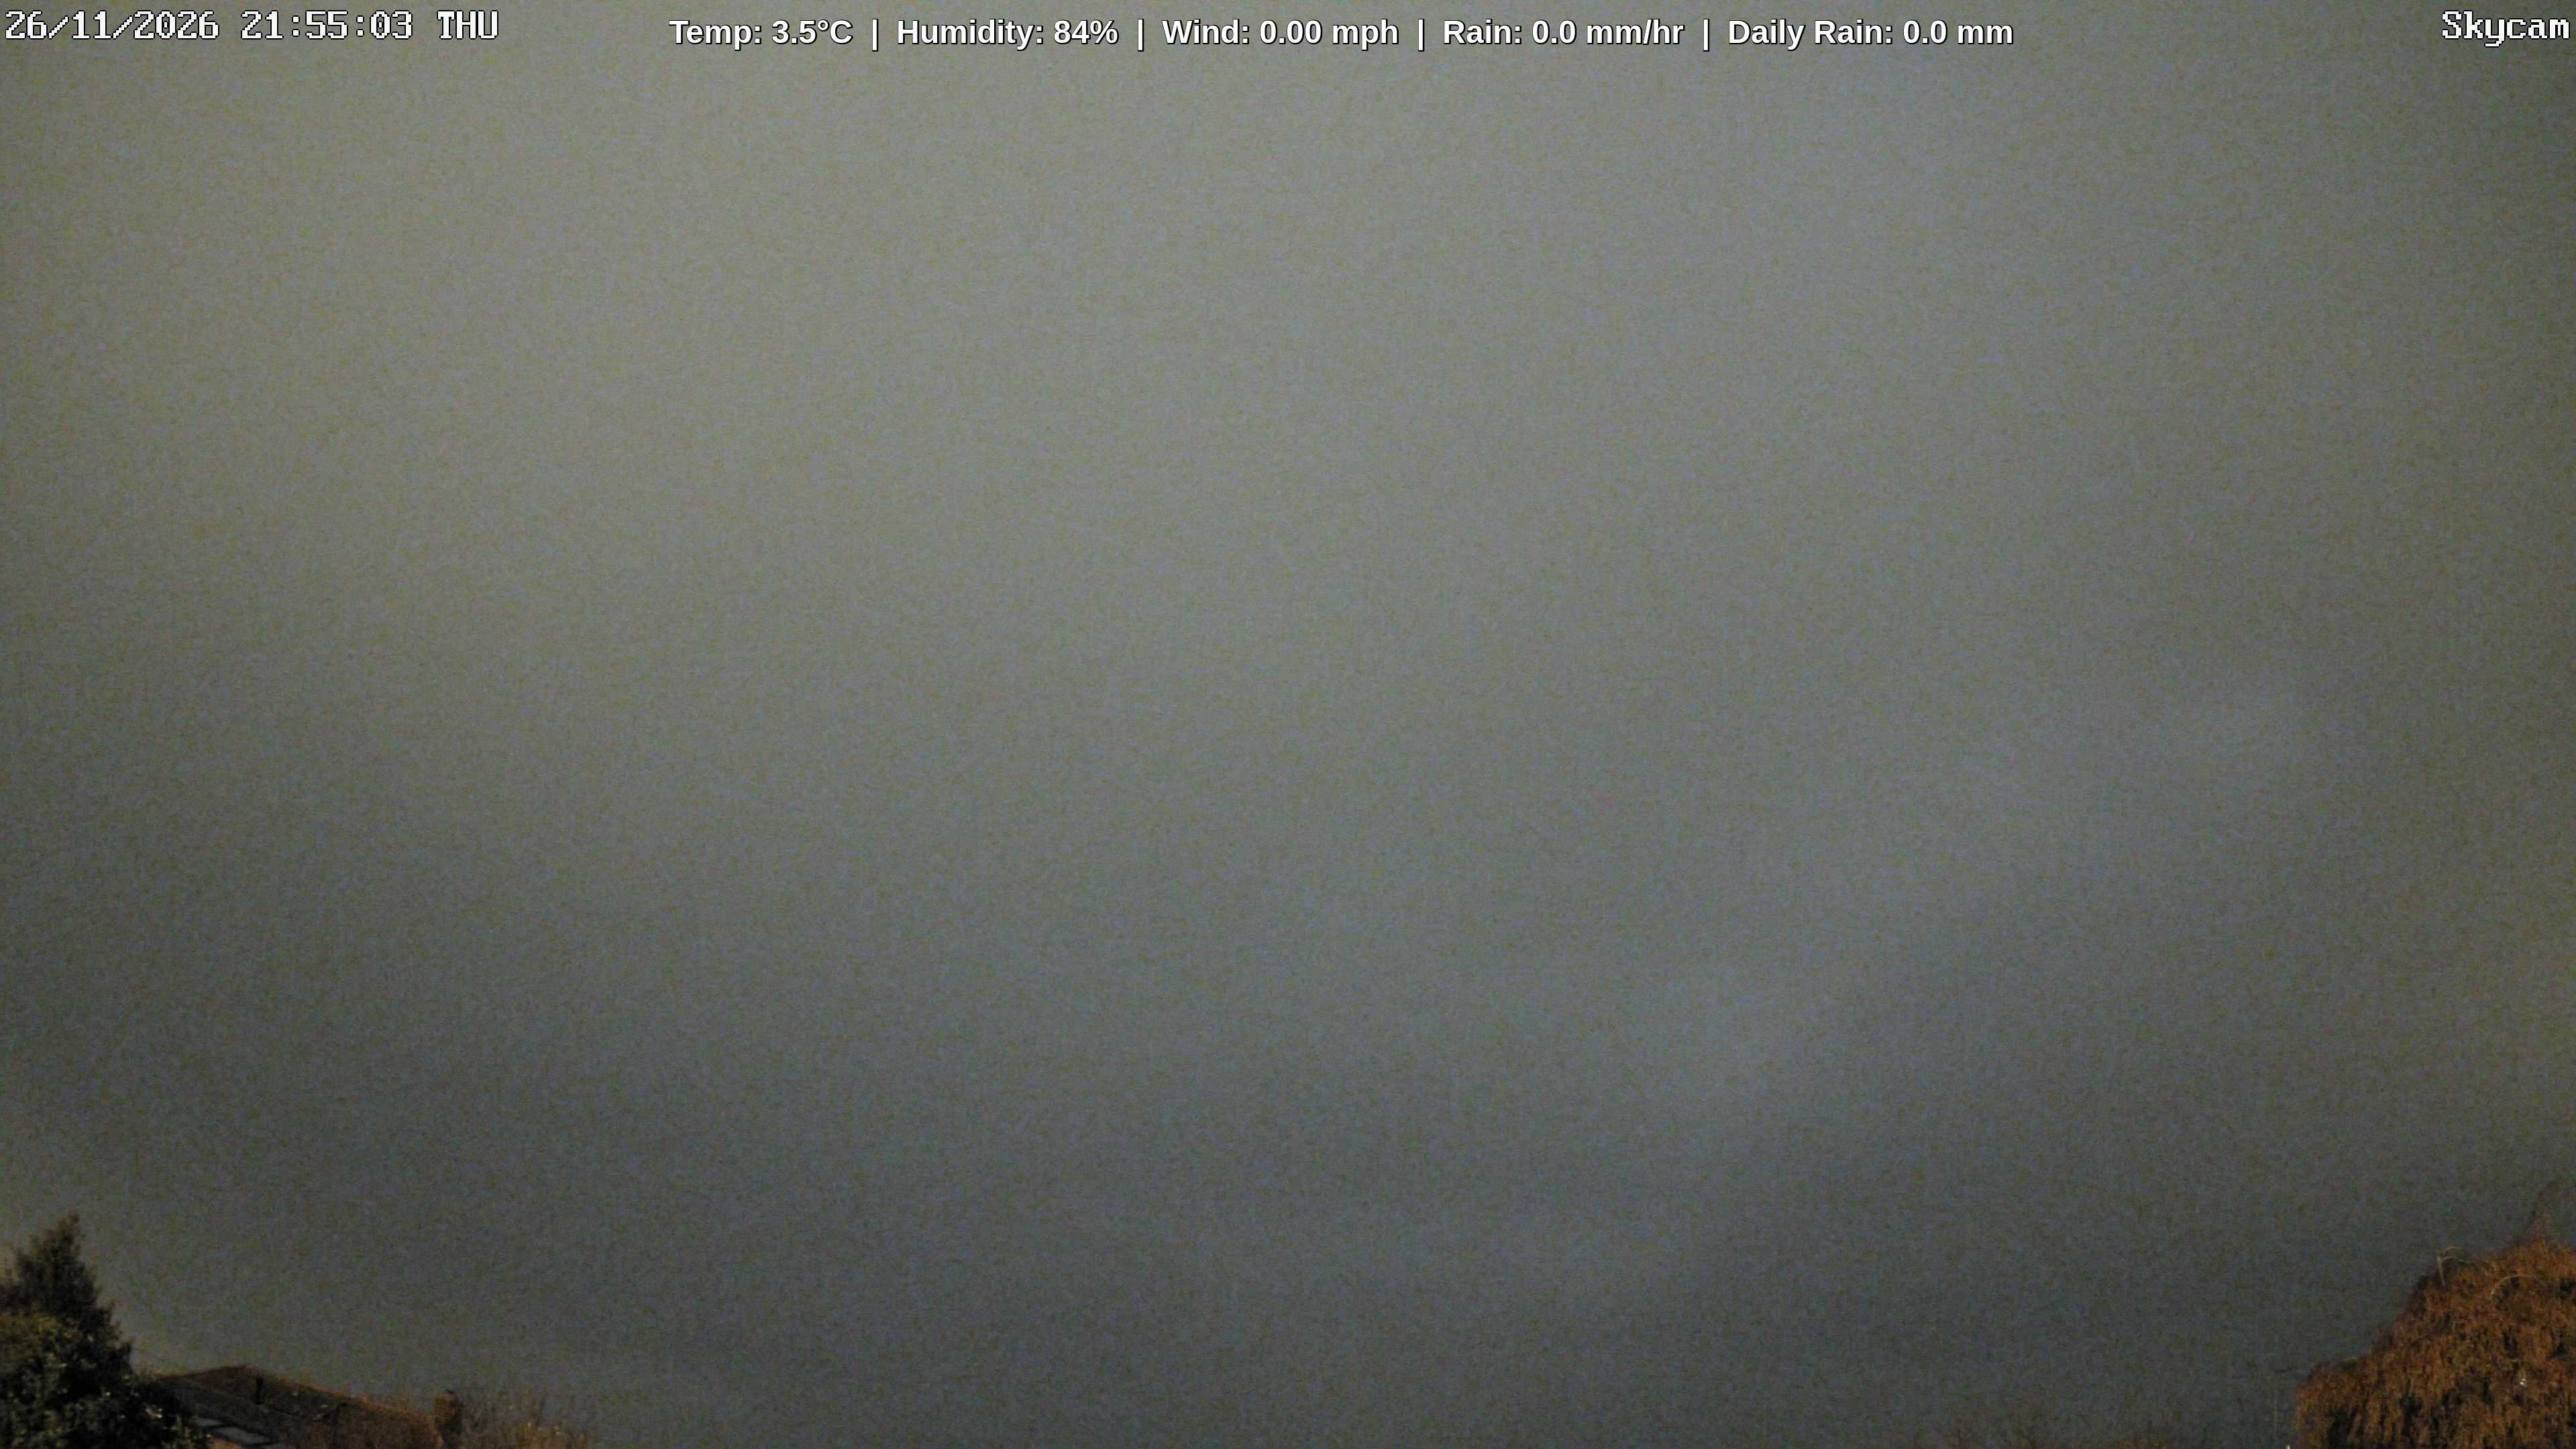 26/11/2026 21:55:03 THU
Temp: 3.5°C | Humidity: 84% | Wind: 0.00 mph | Rain: 0.0 mm/hr | Daily Rain: 0.0 mm
Skycam